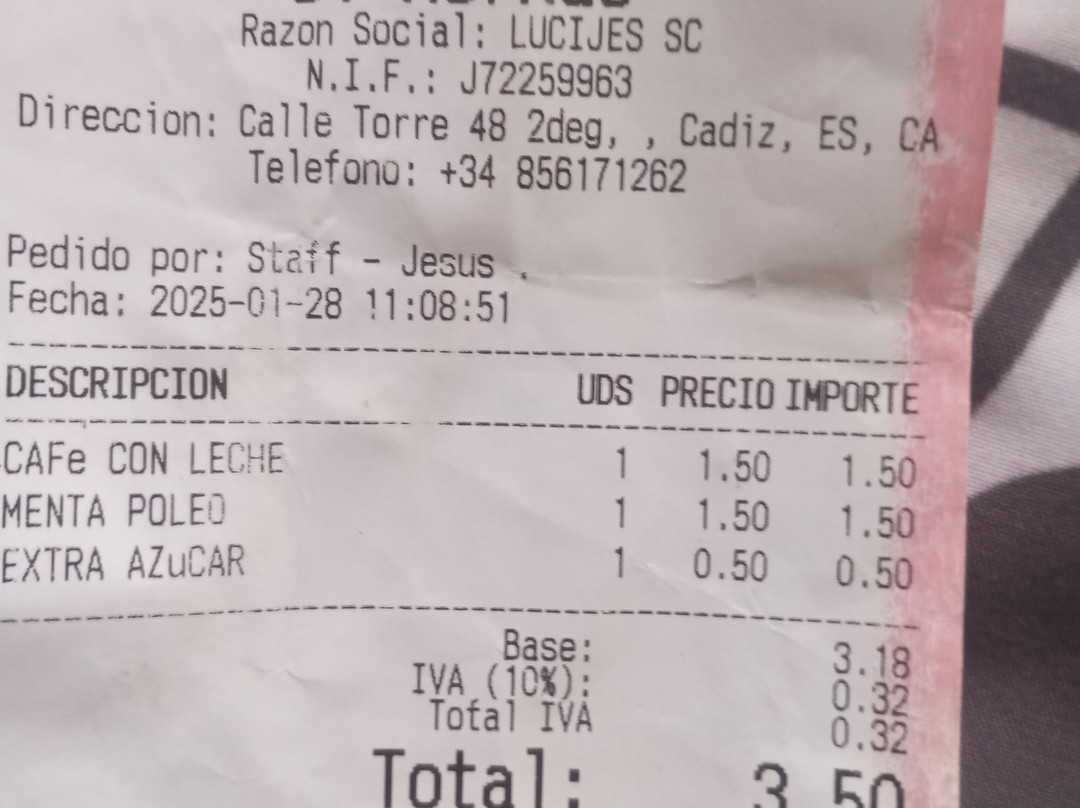 Razon Social: LUCIJES SC
N.I.F.: J72259963
Direccion: Calle Torre 48 2deg, , Cadiz, ES, CA
Telefono: +34 856171262
Pedido por: Staff - Jesus .
Fecha: 2025-01-28 11:08:51
DESCRIPCION UDS PRECIO IMPORTE
CAFe CON LECHE 1 1.50 1.50
MENTA POLEO 1 1.50 1.50
EXTRA AZuCAR 1 0.50 0.50
Base: 3.18
IVA (10%): 0.32
Total IVA 0.32
Total: 3.50